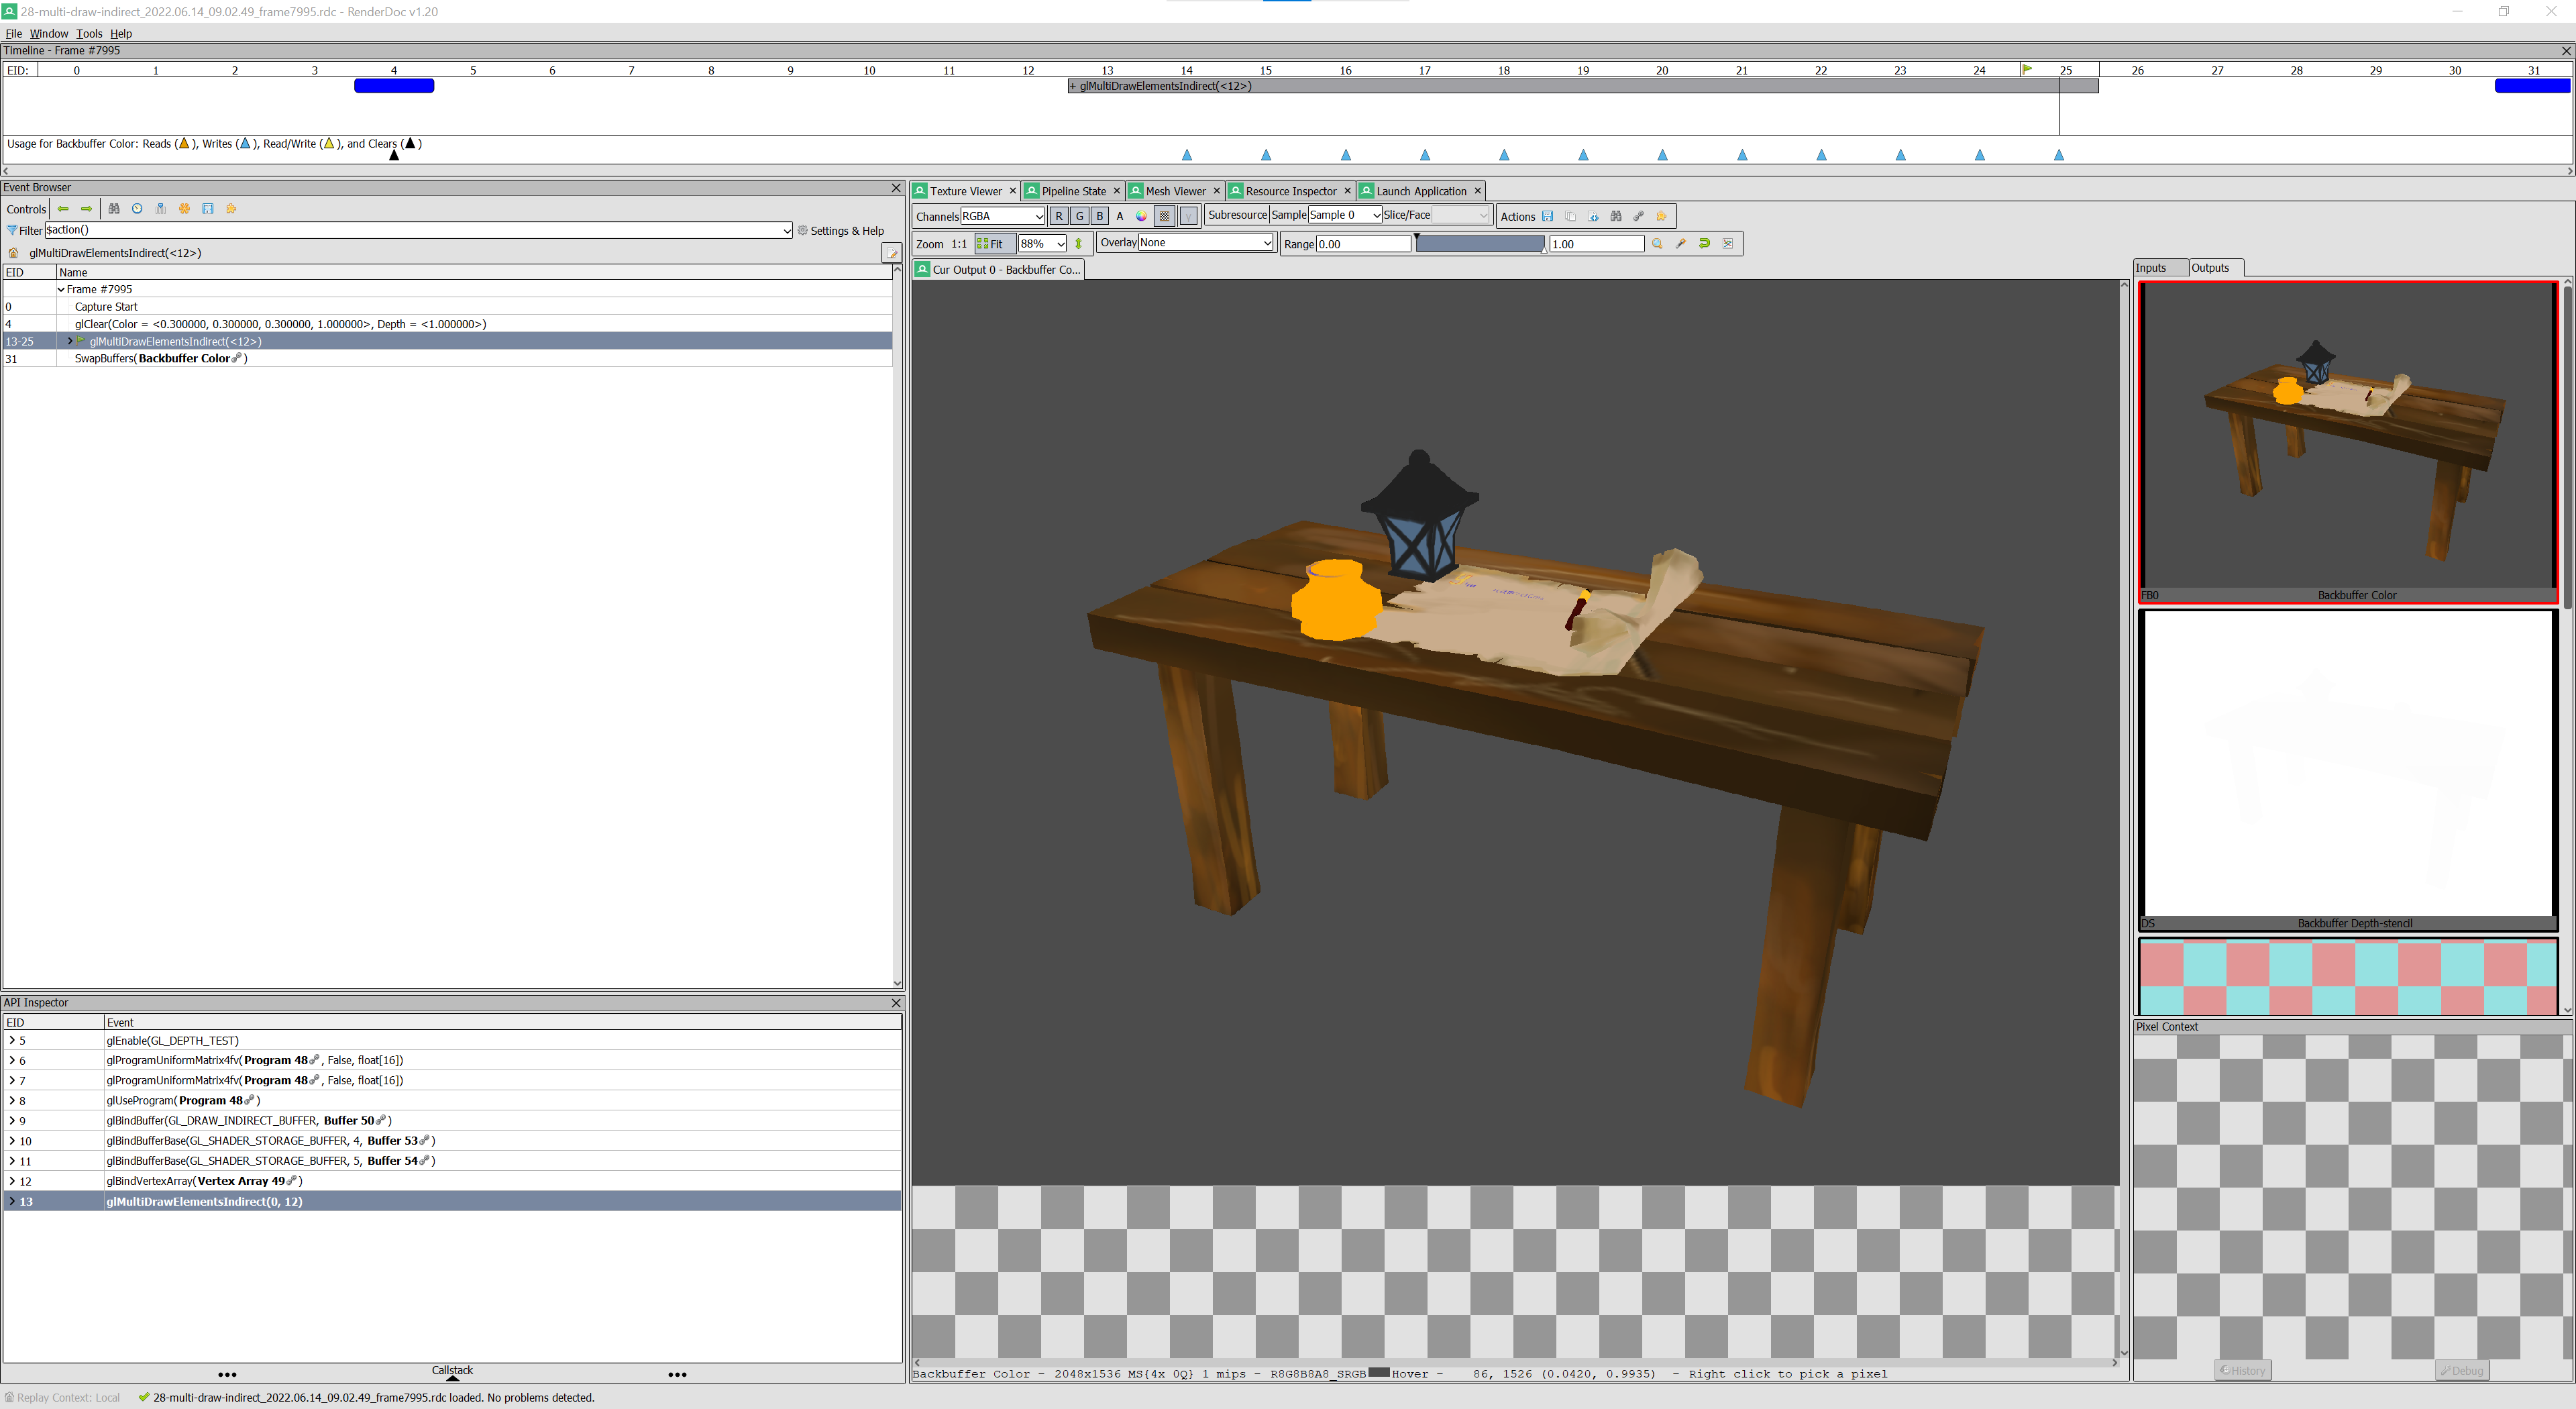 28-multi-draw-indirect_2022.06.14_09.02.49_frame7995.rdc - RenderDoc v1.20
File Window Tools Help
Timeline - Frame #7995
EID: 0 1 2 3 4 5 6 7 8 9 10 11 12 13 14 15 16 17 18 19 20 21 22 23 24 25 26 27 28 29 30 31
+ glMultiDrawElementsIndirect(<12>)
Usage for Backbuffer Color: Reads ( ), Writes ( ), Read/Write ( ), and Clears ( )
Event Browser
Controls
Filter $action() Settings & Help
glMultiDrawElementsIndirect(<12>)
EID Name
Frame #7995
0 Capture Start
4 glClear(Color = <0.300000, 0.300000, 0.300000, 1.000000>, Depth = <1.000000>)
13-25 glMultiDrawElementsIndirect(<12>)
31 SwapBuffers(Backbuffer Color )
API Inspector
EID Event
5 glEnable(GL_DEPTH_TEST)
6 glProgramUniformMatrix4fv(Program 48 , False, float[16])
7 glProgramUniformMatrix4fv(Program 48 , False, float[16])
8 glUseProgram(Program 48 )
9 glBindBuffer(GL_DRAW_INDIRECT_BUFFER, Buffer 50 )
10 glBindBufferBase(GL_SHADER_STORAGE_BUFFER, 4, Buffer 53 )
11 glBindBufferBase(GL_SHADER_STORAGE_BUFFER, 5, Buffer 54 )
12 glBindVertexArray(Vertex Array 49 )
13 glMultiDrawElementsIndirect(0, 12)
Callstack
Texture Viewer Pipeline State Mesh Viewer Resource Inspector Launch Application
Channels RGBA R G B A γ Subresource Sample Sample 0 Slice/Face Actions
Zoom 1:1 Fit 88% Overlay None Range 0.00 1.00
Cur Output 0 - Backbuffer Co...
Backbuffer Color - 2048x1536 MS{4x 0Q} 1 mips - R8G8B8A8_SRGB Hover - 86, 1526 (0.0420, 0.9935) - Right click to pick a pixel
Inputs Outputs
FB0 Backbuffer Color
DS Backbuffer Depth-stencil
Pixel Context
History Debug
Replay Context: Local 28-multi-draw-indirect_2022.06.14_09.02.49_frame7995.rdc loaded. No problems detected.